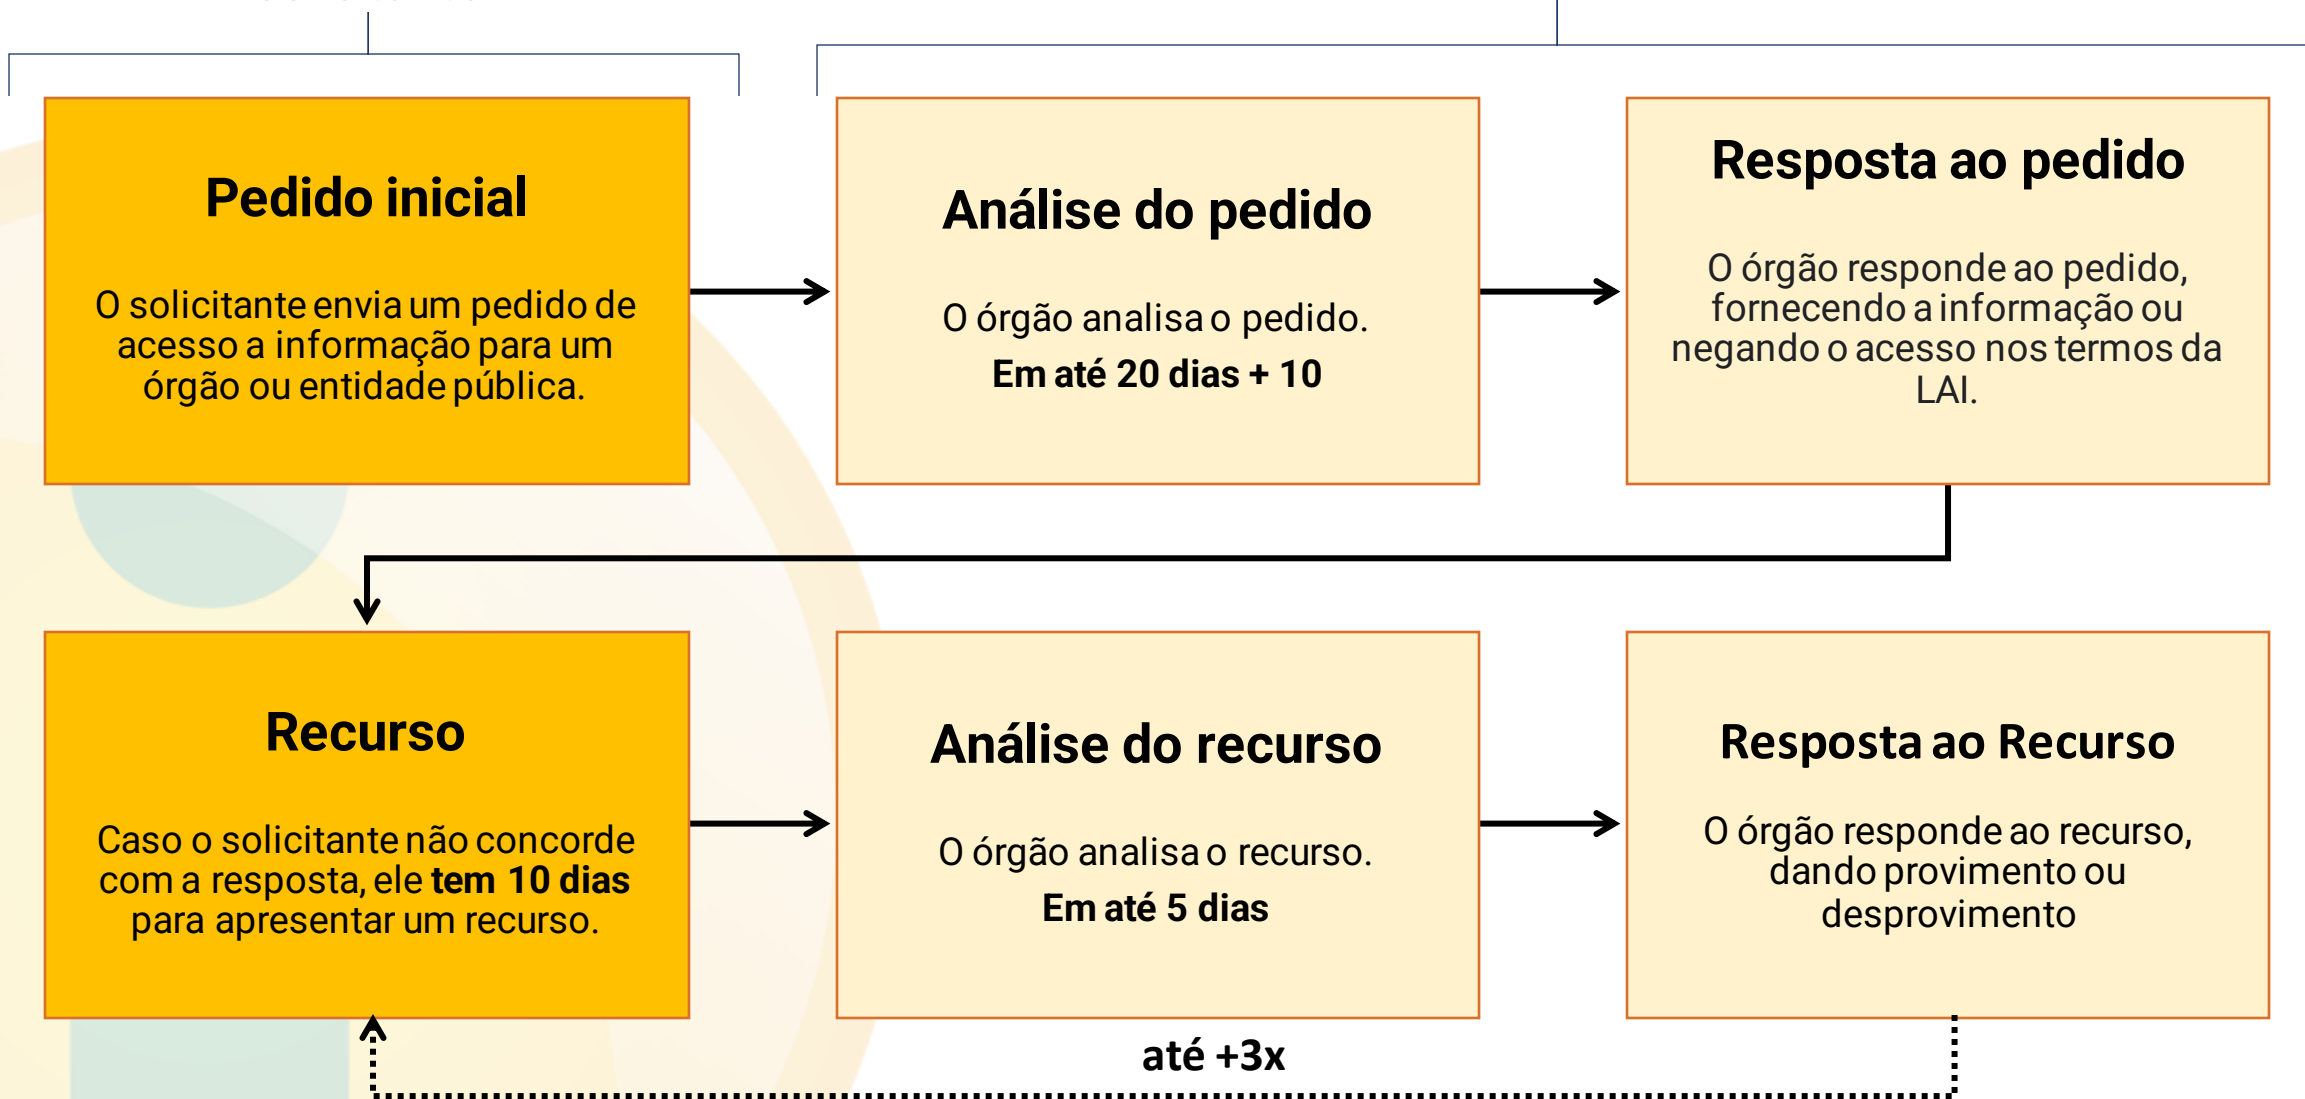 Pedido inicial
O solicitante envia um pedido de
acesso a informação para um
órgão ou entidade pública.
Análise do pedido
O órgão analisa o pedido.
Em até 20 dias + 10
Resposta ao pedido
O órgão responde ao pedido,
fornecendo a informação ou
negando o acesso nos termos da
LAI.
Recurso
Caso o solicitante não concorde
com a resposta, ele tem 10 dias
para apresentar um recurso.
Análise do recurso
O órgão analisa o recurso.
Em até 5 dias
Resposta ao Recurso
O órgão responde ao recurso,
dando provimento ou
desprovimento
até +3x